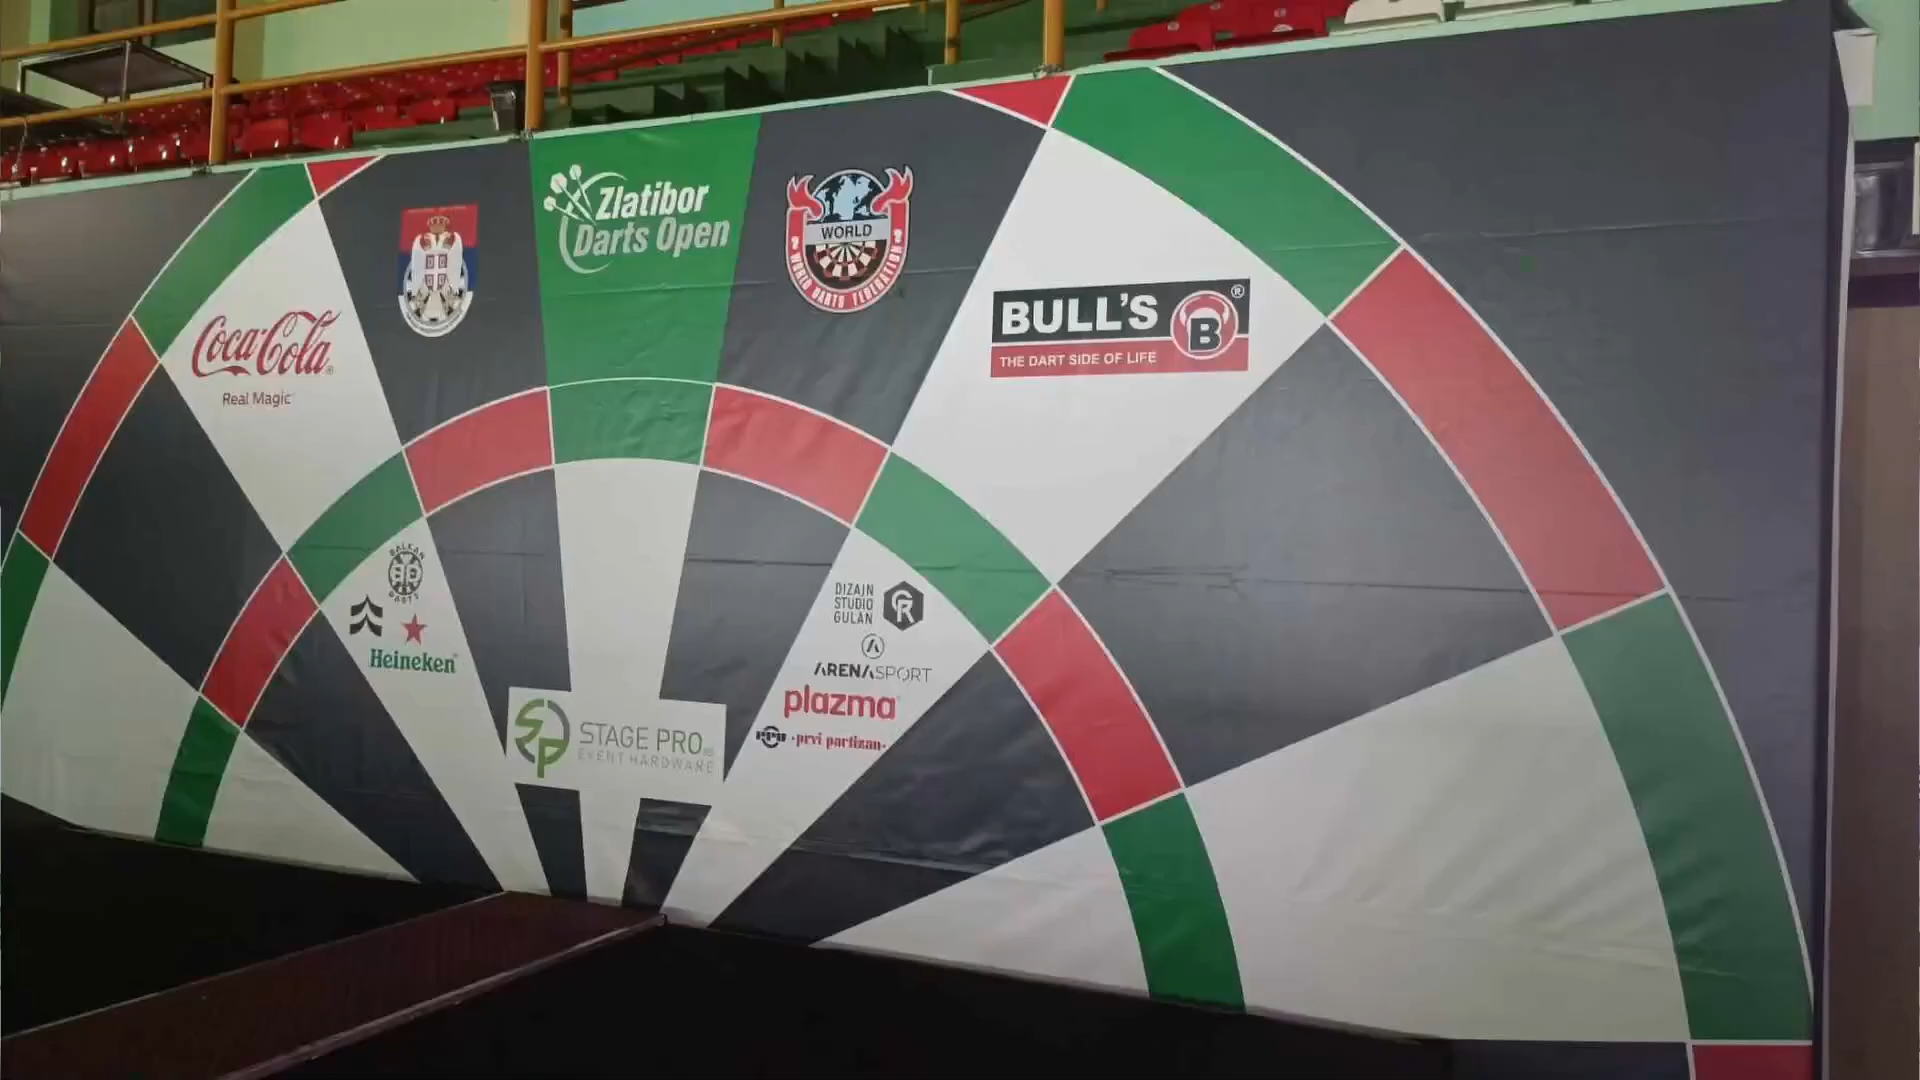 Zlatibor
Darts Open
WORLD
WORLD DARTS FEDERATION
Coca-Cola
Real Magic
BULL'S
B
THE DART SIDE OF LIFE
BALKAN
DARTS
Heineken
DIZAJN
STUDIO
GULAN
ARENASPORT
plazma
PPU
·prvi partizan·
STAGE PRO
EVENT HARDWARE